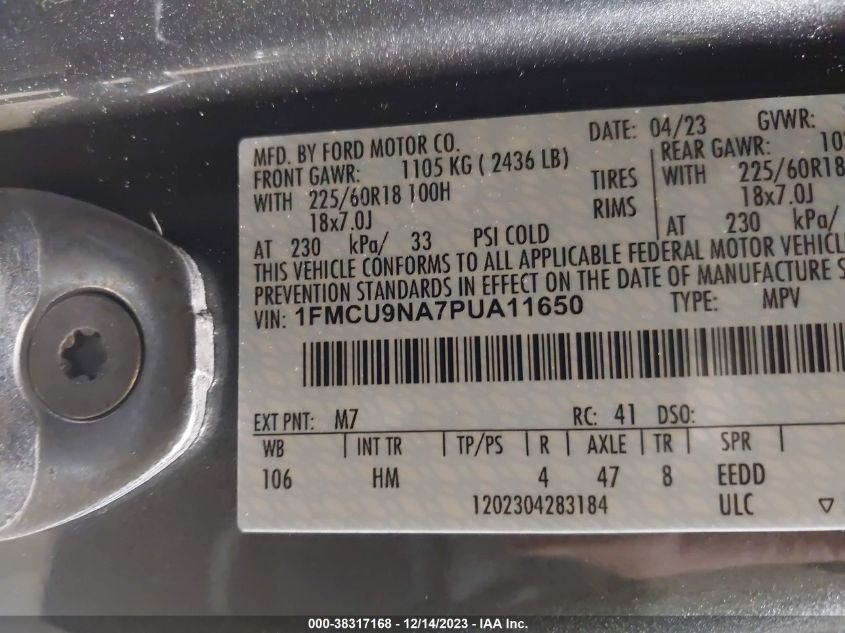 DATE: 04/23 GVWR:
MFD. BY FORD MOTOR CO.
FRONT GAWR: 1105 KG ( 2436 LB) REAR GAWR:
WITH 225/60R18 100H TIRES WITH 225/60R18
18x7.0J RIMS 18x7.0J
AT 230 kPa/ 33 PSI COLD AT 230 kPa/
THIS VEHICLE CONFORMS TO ALL APPLICABLE FEDERAL MOTOR VEHICLE
PREVENTION STANDARDS IN EFFECT ON THE DATE OF MANUFACTURE
VIN: 1FMCU9NA7PUA11650 TYPE: MPV
EXT PNT: M7 RC: 41 DSO:
WB INT TR TP/PS R AXLE TR SPR
106 HM 4 47 8 EEDD
1202304283184 ULC
000-38317168 - 12/14/2023 - IAA Inc.